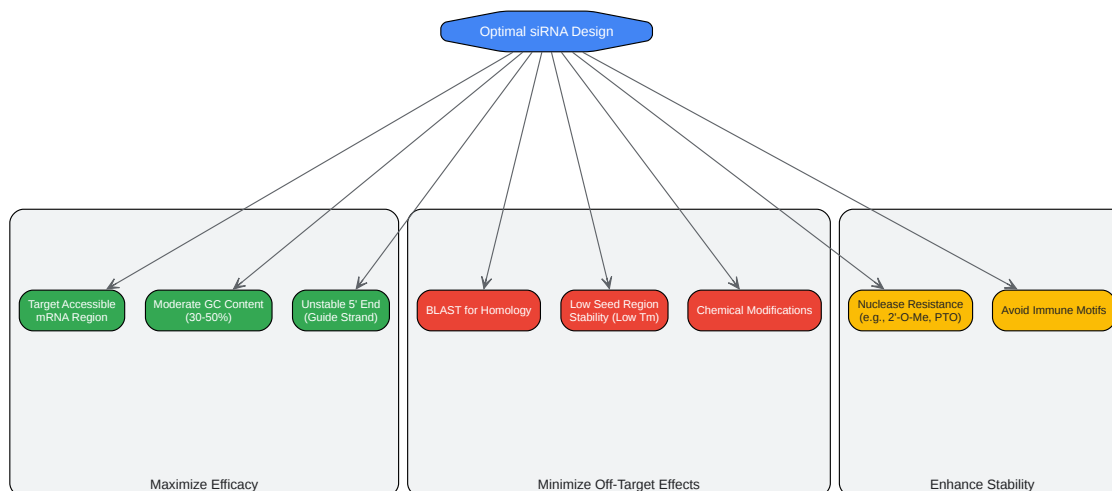 Optimal siRNA Design
Target Accessible
mRNA Region
Moderate GC Content
(30-50%)
Unstable 5' End
(Guide Strand)
BLAST for Homology
Low Seed Region
Stability (Low Tm)
Chemical Modifications
Nuclease Resistance
(e.g., 2'-O-Me, PTO)
Avoid Immune Motifs
Maximize Efficacy
Minimize Off-Target Effects
Enhance Stability